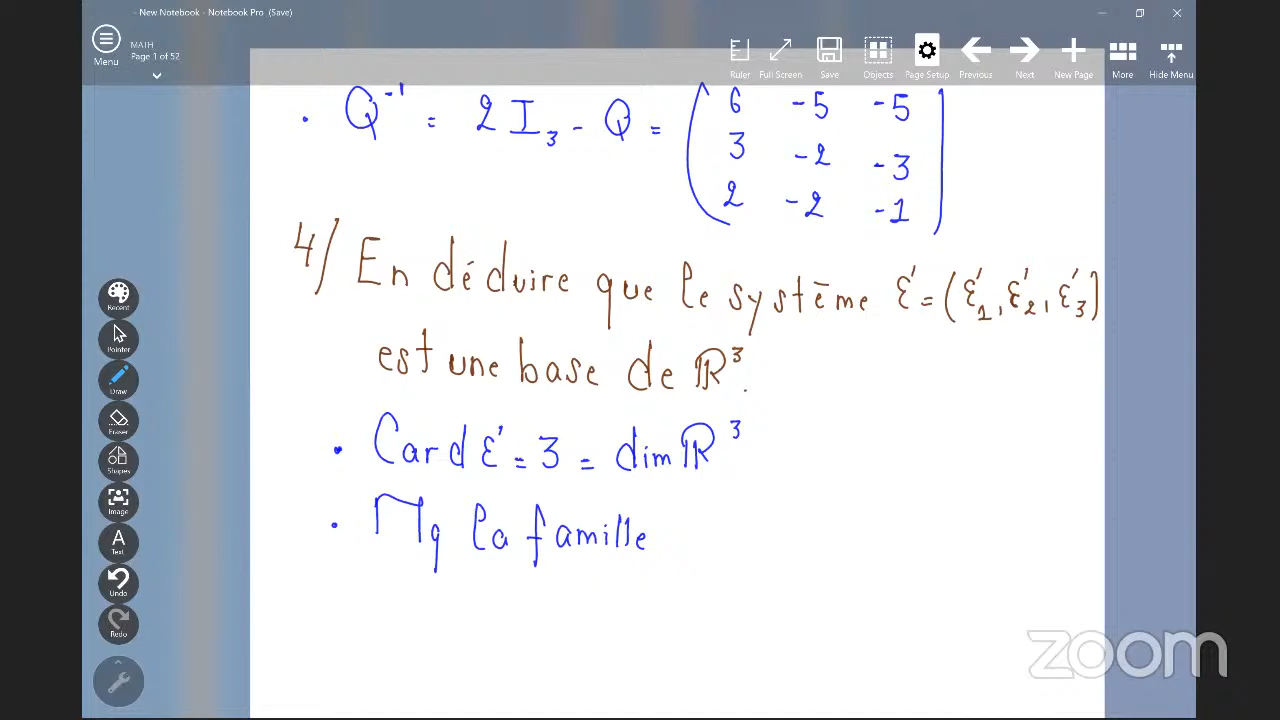 - New Notebook - Notebook Pro (Save)
Menu
MATH
Page 1 of 52
Ruler
Full Screen
Save
Objects
Page Setup
Previous
Next
New Page
More
Hide Menu
. Q⁻¹ = 2 I₃ - Q = ( 6 -5 -5
3 -2 -3
2 -2 -1 )
4/ En déduire que le système ε' = (ε'₁, ε'₂, ε'₃)
est une base de ℝ³.
• Card ε' = 3 = dim ℝ³
• Mq la famille
Recent
Pointer
Draw
Eraser
Shapes
Image
Text
Undo
Redo
zoom